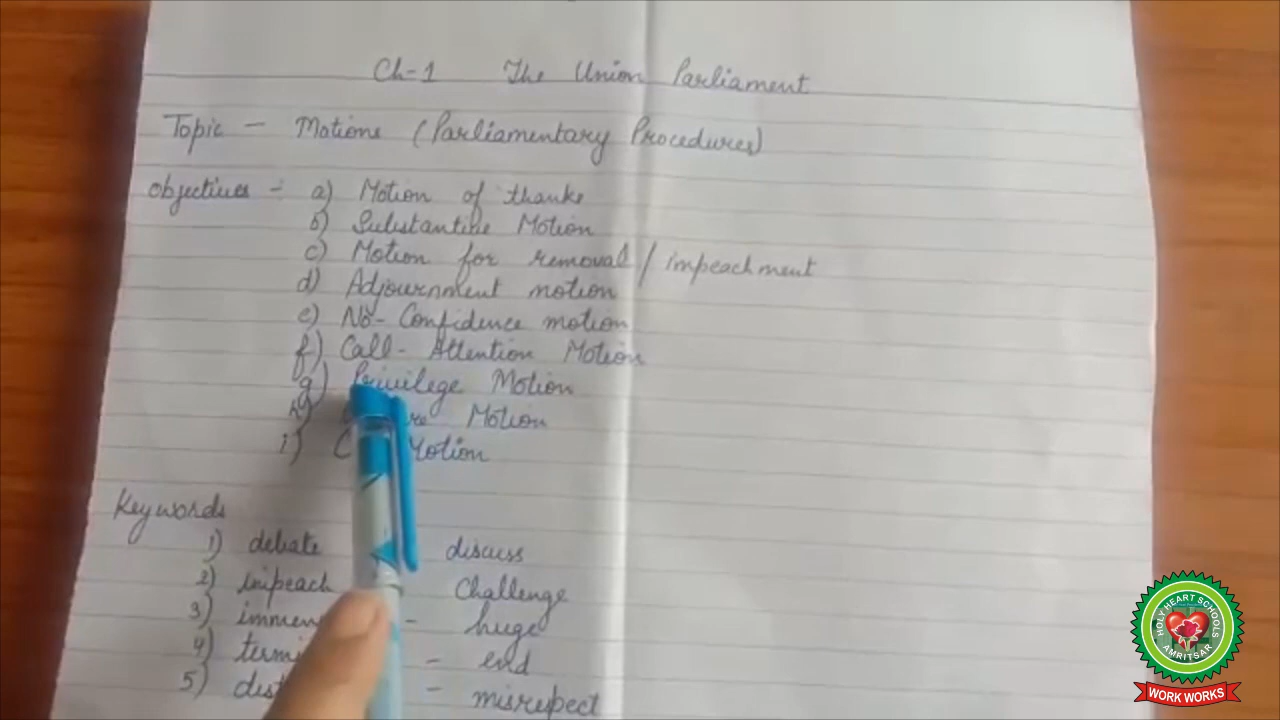 Ch-1 The Union Parliament
Topic - Motions (Parliamentary Procedures)
Objectives :- a) Motion of thanks
b) Substantive Motion
c) Motion for removal / impeachment
d) Adjournment motion
e) No-Confidence motion
f) Call-Attention Motion
g) Privilege Motion
h) Motion
i) Motion
Keywords
1) debate discuss
2) impeach Challenge
3) - huge
4) - end
5) - misrespect
HOLY HEART SCHOOLS
AMRITSAR
WORK WORKS